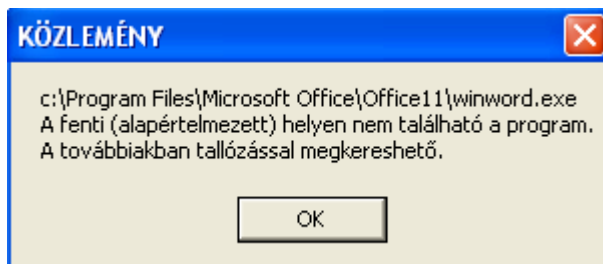 KÖZLEMÉNY
c:\Program Files\Microsoft Office\Office11\winword.exe
A fenti (alapértelmezett) helyen nem található a program.
A továbbiakban tallózással megkereshető.
OK